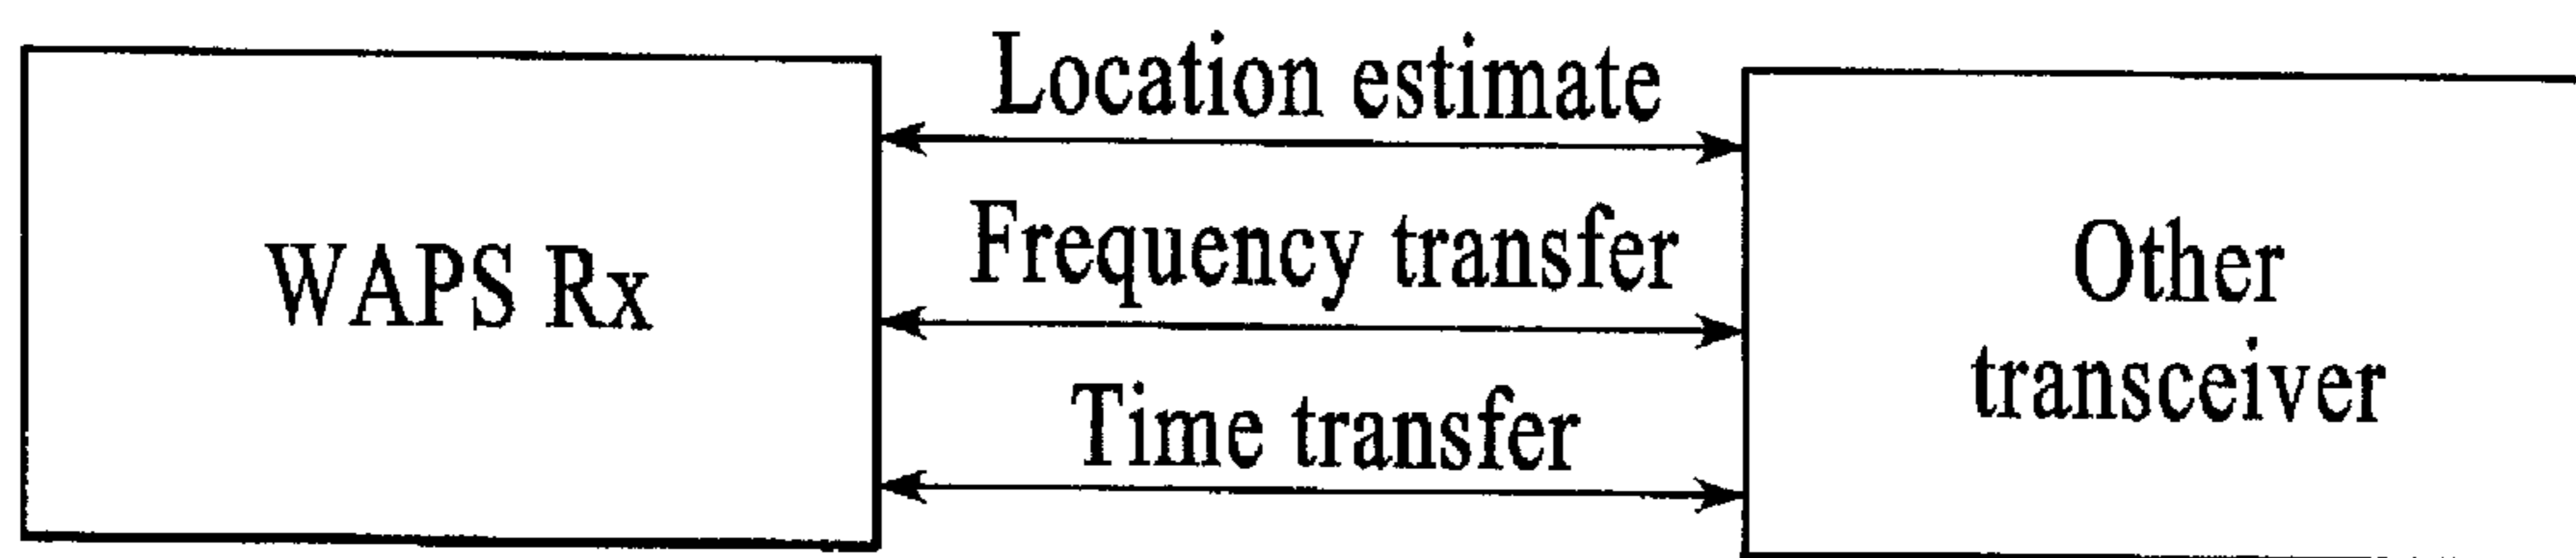 Location estimate
Frequency transfer
Time transfer
WAPS Rx
Other
transceiver